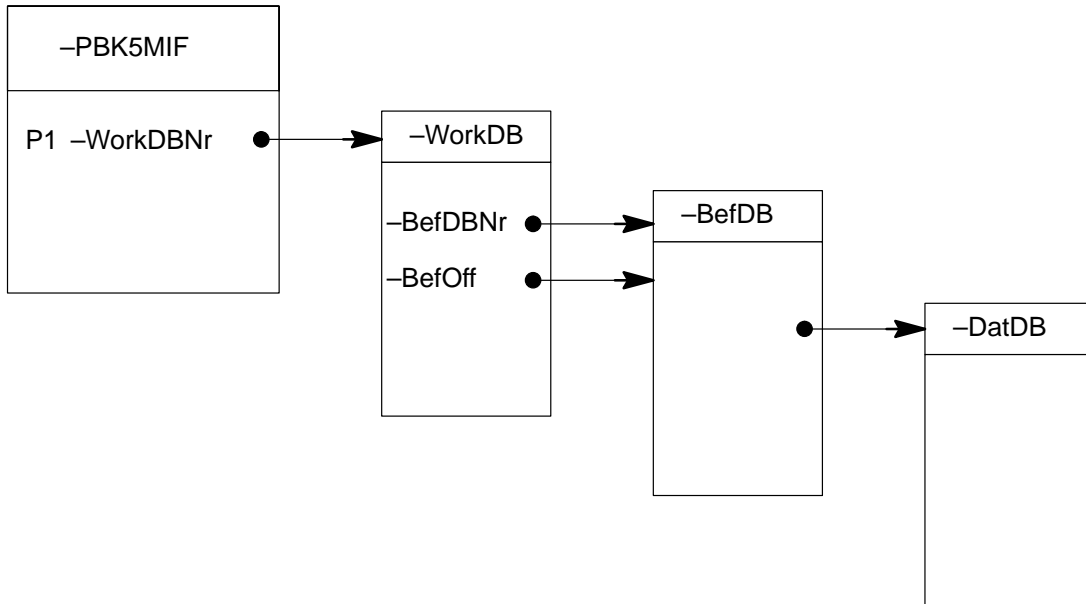 –PBK5MIF
P1 –WorkDBNr
–WorkDB
–BefDBNr
–BefOff
–BefDB
–DatDB